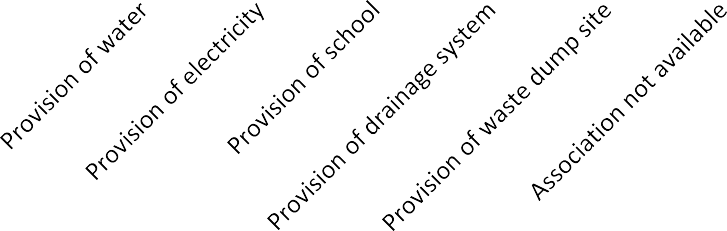 Provision of water
Provision of electricity
Provision of school
Provision of drainage system
Provision of waste dump site
Association not available